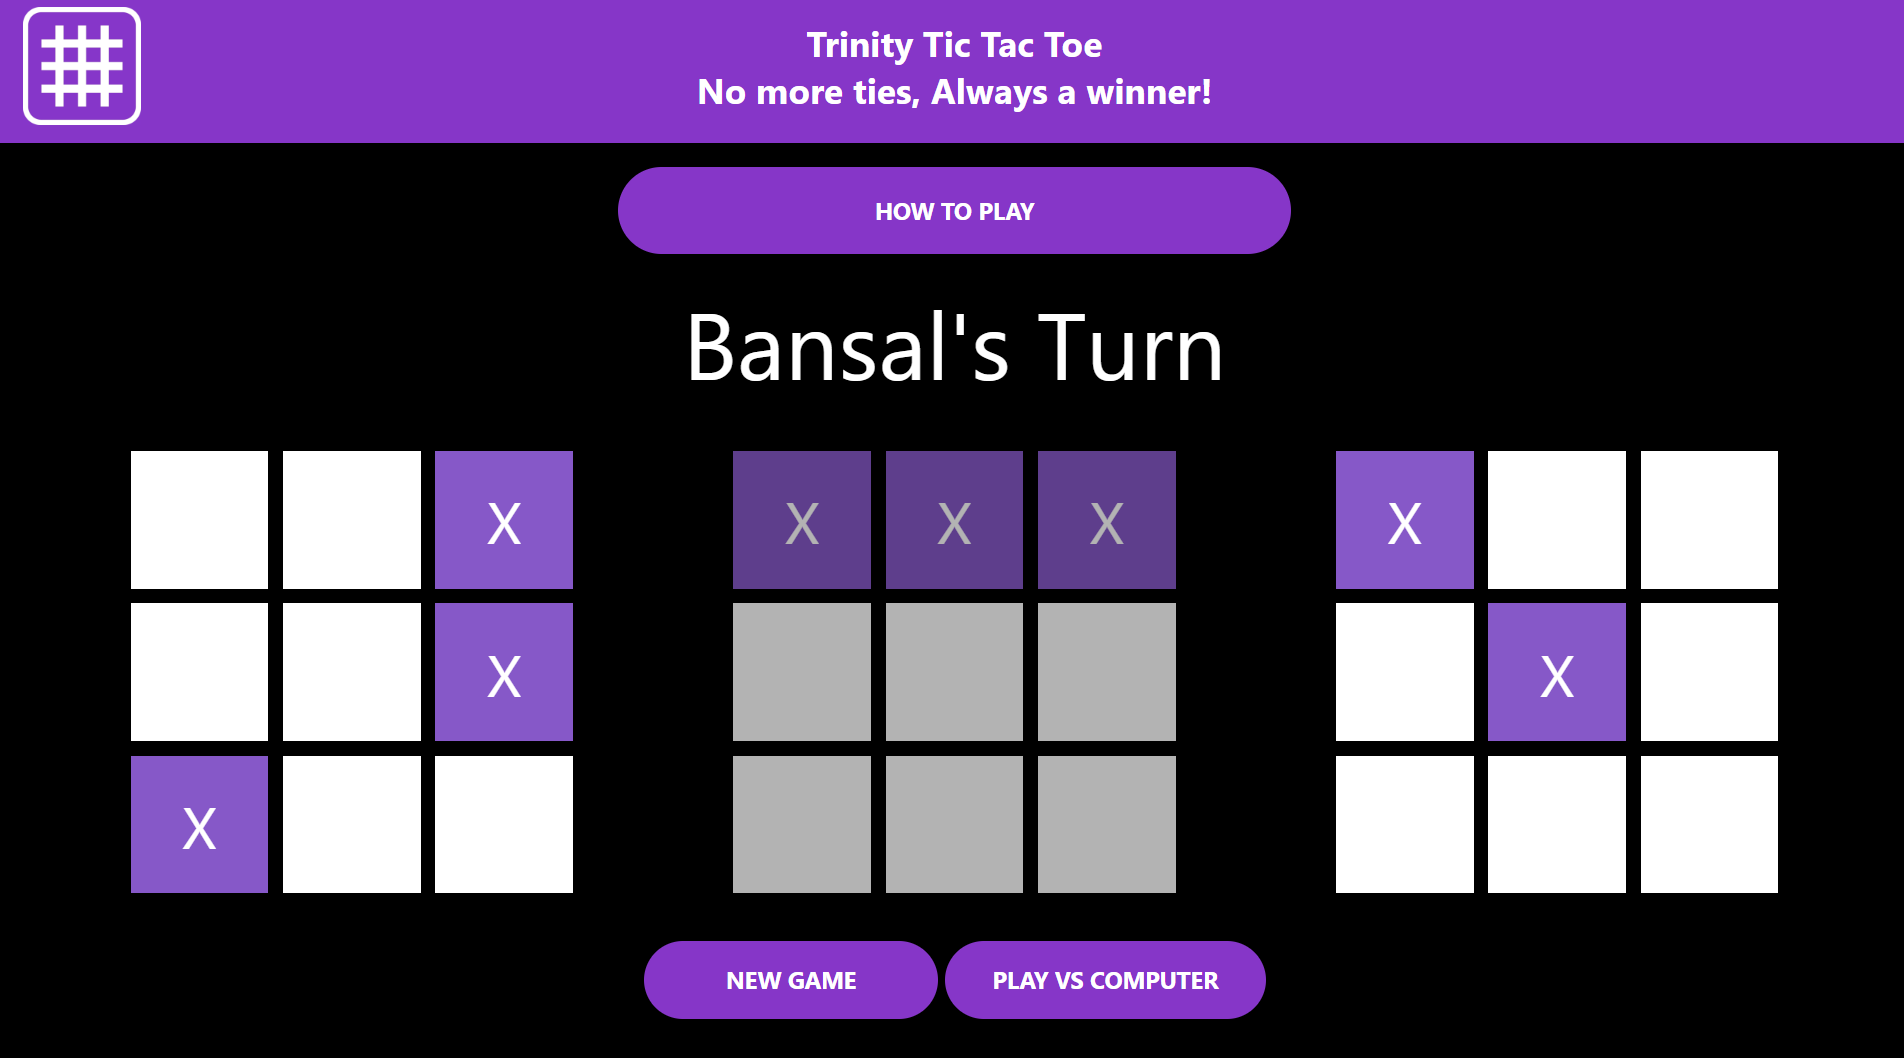 Trinity Tic Tac Toe
No more ties, Always a winner!
HOW TO PLAY
Bansal's Turn
X X X X X
X X
X
NEW GAME PLAY VS COMPUTER